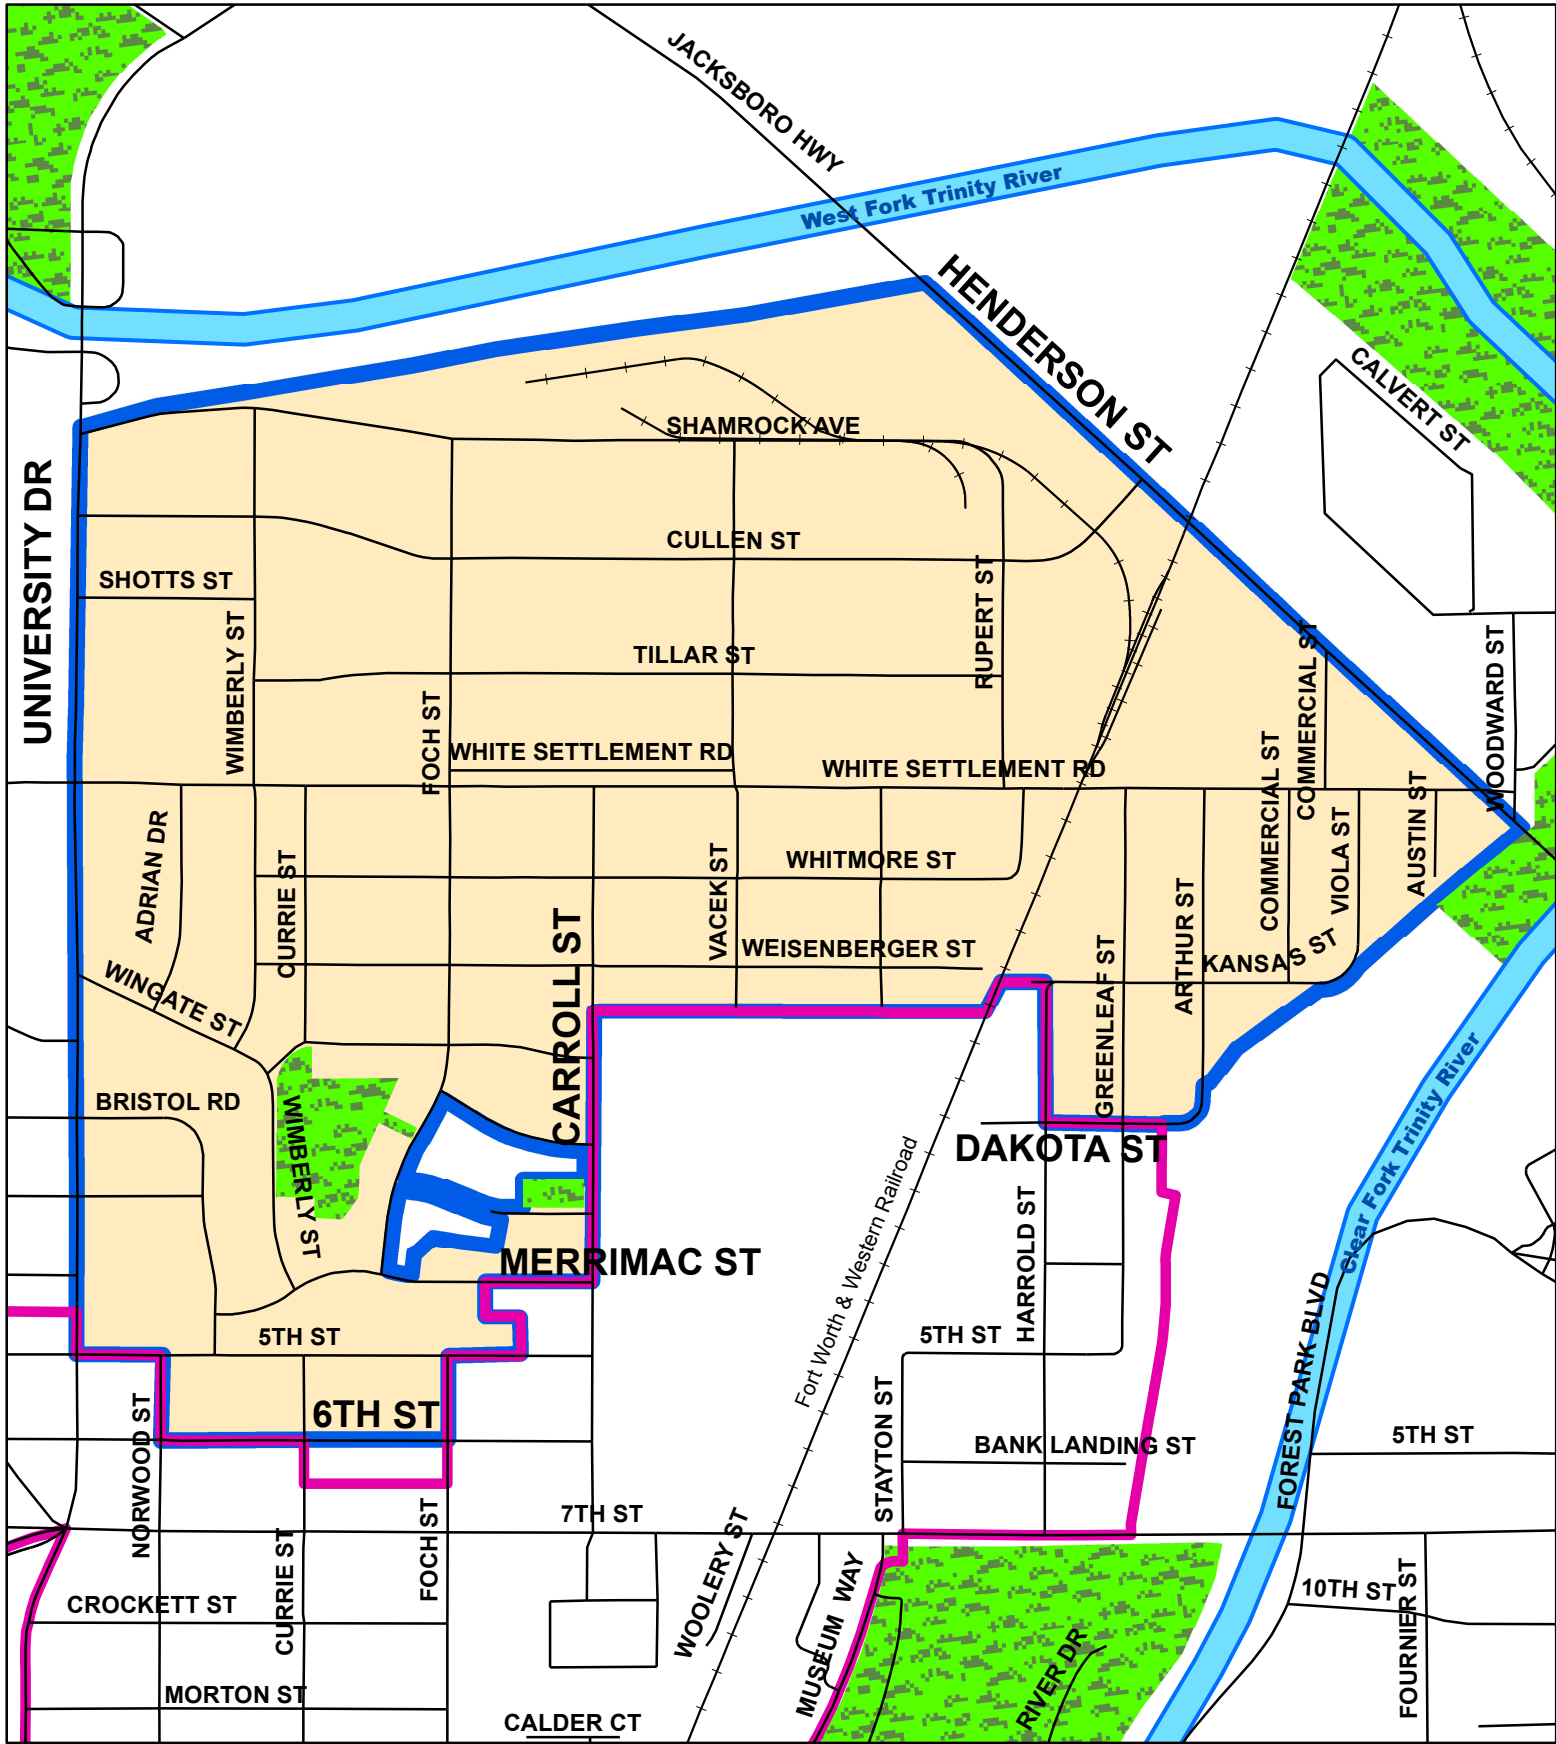 JACKSBORO HWY
West Fork Trinity River
HENDERSON ST
CALVERT ST
SHAMROCK AVE
UNIVERSITY DR
CULLEN ST
SHOTTS ST
RUPERT ST
WIMBERLY ST
TILLAR ST
COMMERCIAL ST
WOODWARD ST
FOCH ST
WHITE SETTLEMENT RD
WHITE SETTLEMENT RD
COMMERCIAL ST
AUSTIN ST
VIOLA ST
ADRIAN DR
CURRIE ST
VACEK ST
WHITMORE ST
ARTHUR ST
CARROLL ST
WEISENBERGER ST
GREENLEAF ST
KANSAS ST
WINGATE ST
BRISTOL RD
WIMBERLY ST
DAKOTA ST
Clear Fork Trinity River
Fort Worth & Western Railroad
HARROLD ST
MERRIMAC ST
5TH ST
5TH ST
FOREST PARK BLVD
6TH ST
NORWOOD ST
STAYTON ST
BANK LANDING ST
5TH ST
7TH ST
FOCH ST
CURRIE ST
WOOLERY ST
MUSEUM WAY
10TH ST
FOURNIER ST
CROCKETT ST
RIVER DR
MORTON ST
CALDER CT